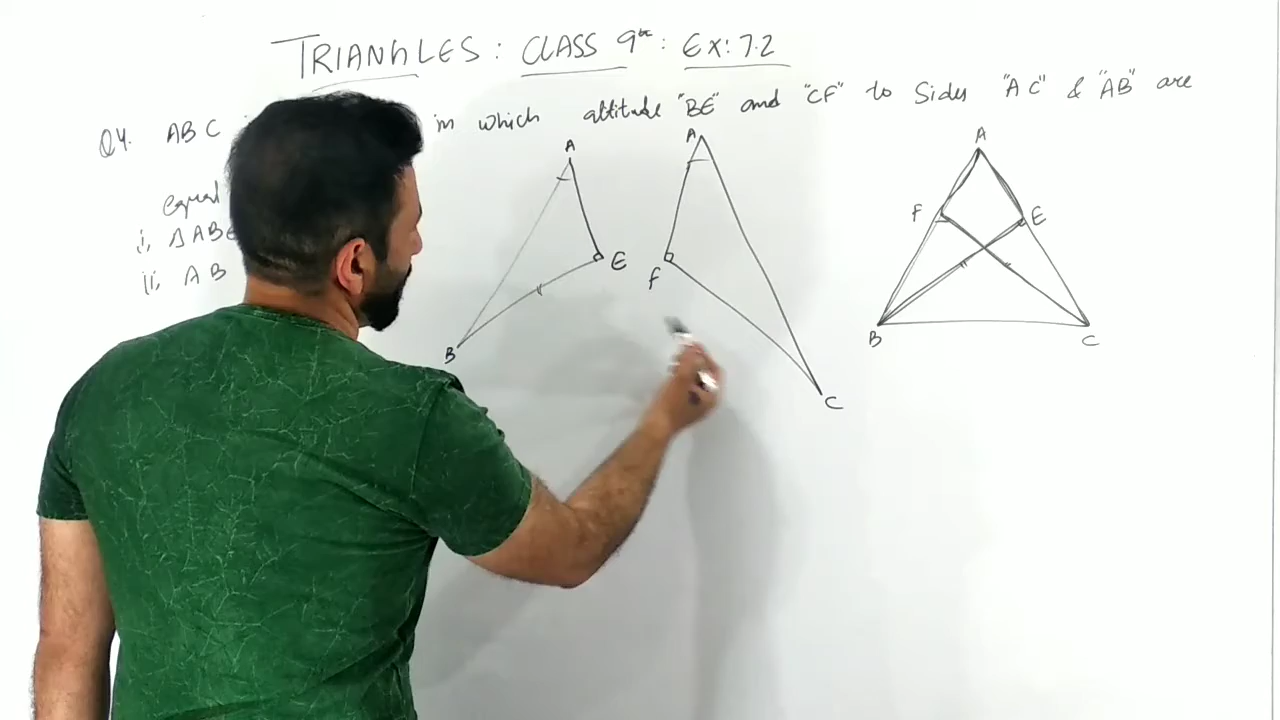 TRIANGLES : CLASS 9th : EX: 7.2
Q4. ABC in which altitude "BE" and "CF" to Sides "AC" & "AB" are
equal
i, Δ ABE
ii, AB
A
E
B
A
F
C
A
F
E
B
C